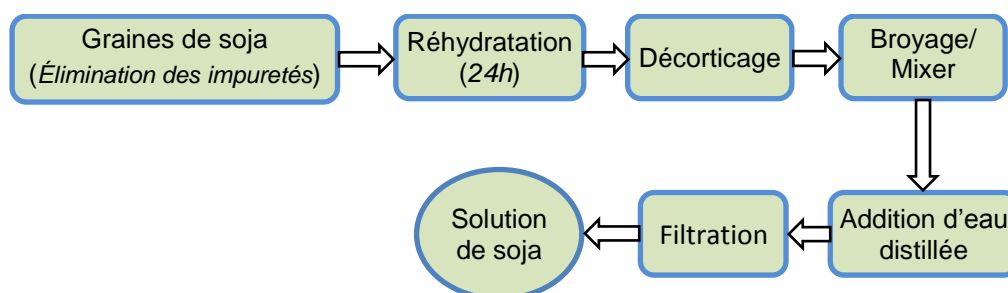 Graines de soja
(Élimination des impuretés)
Réhydratation
(24h)
Décorticage
Broyage/
Mixer
Addition d'eau
distillée
Filtration
Solution
de soja